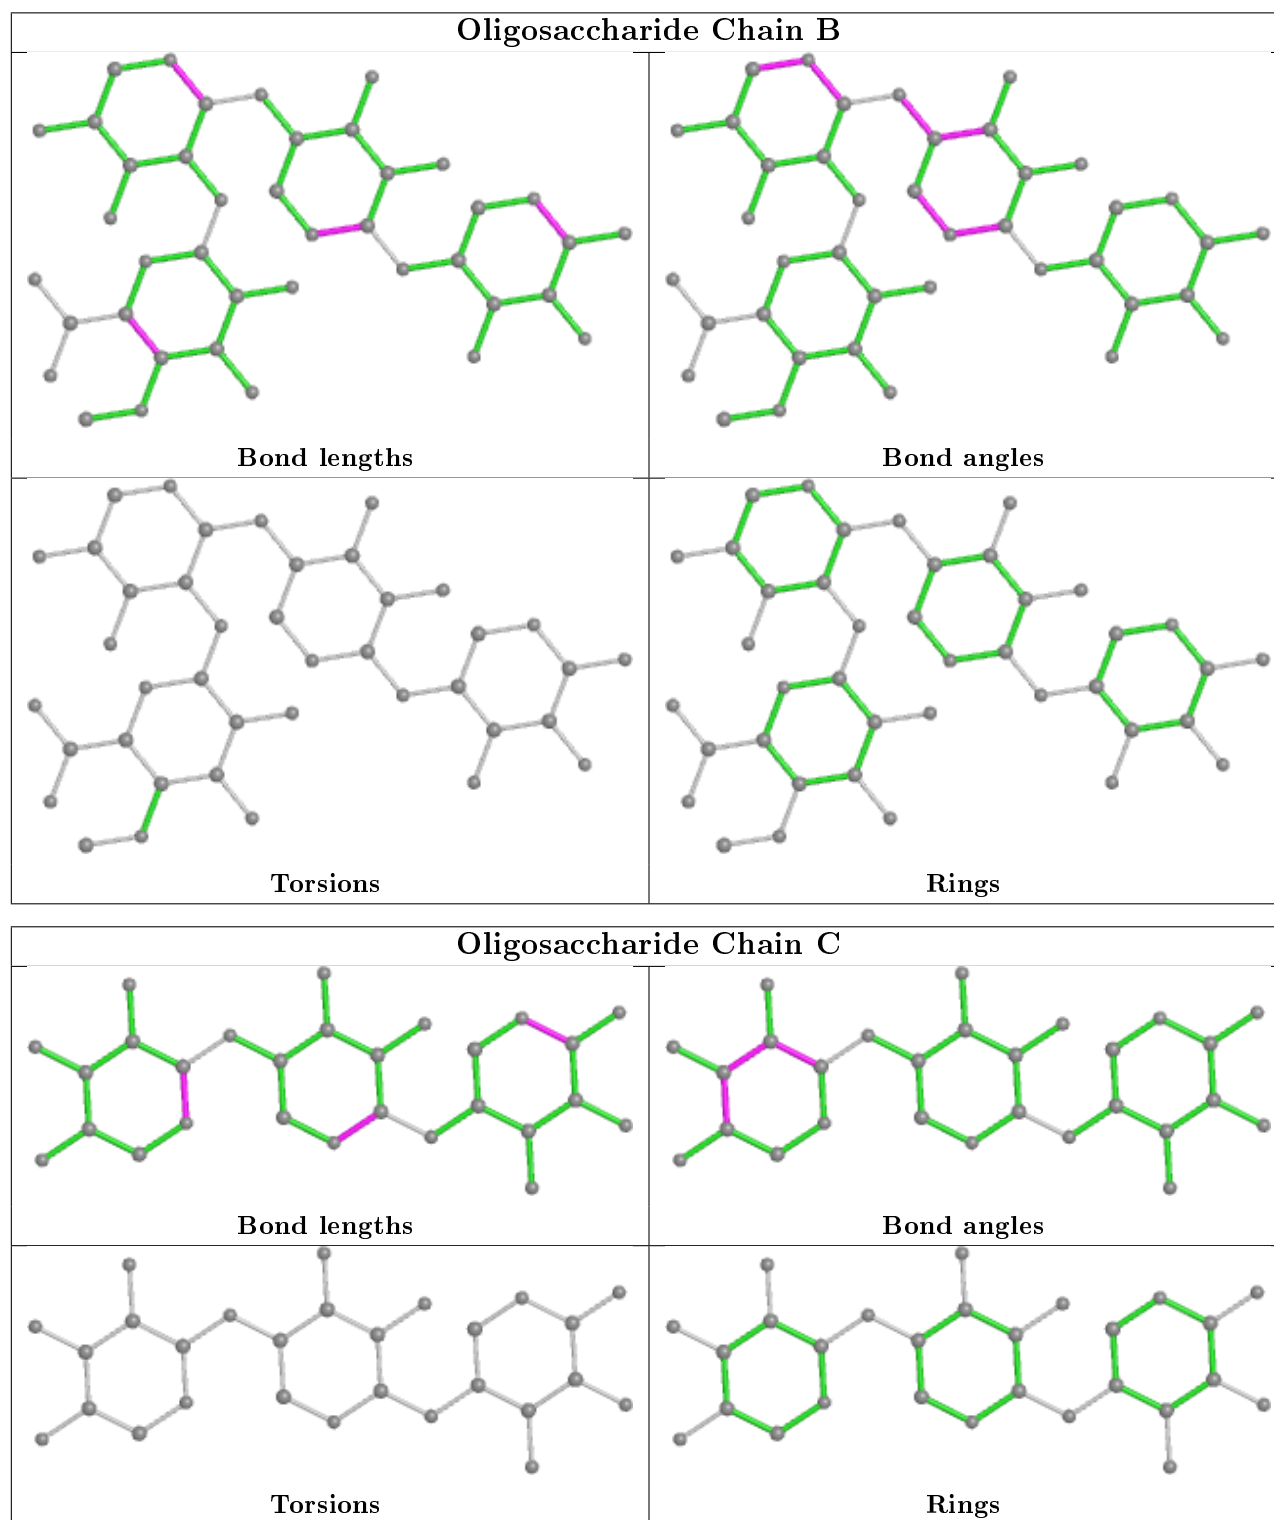 Oligosaccharide Chain B
Bond lengths
Bond angles
Torsions
Rings
Oligosaccharide Chain C
Bond lengths
Bond angles
Torsions
Rings